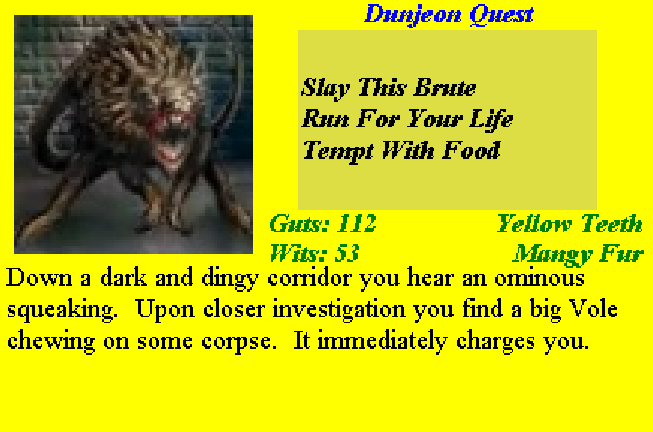 Dunjeon Quest
Slay This Brute
Run For Your Life
Tempt With Food
Guts: 112
Yellow Teeth
Wits: 53
Mangy Fur
Down a dark and dingy corridor you hear an ominous
squeaking.  Upon closer investigation you find a big Vole
chewing on some corpse.  It immediately charges you.